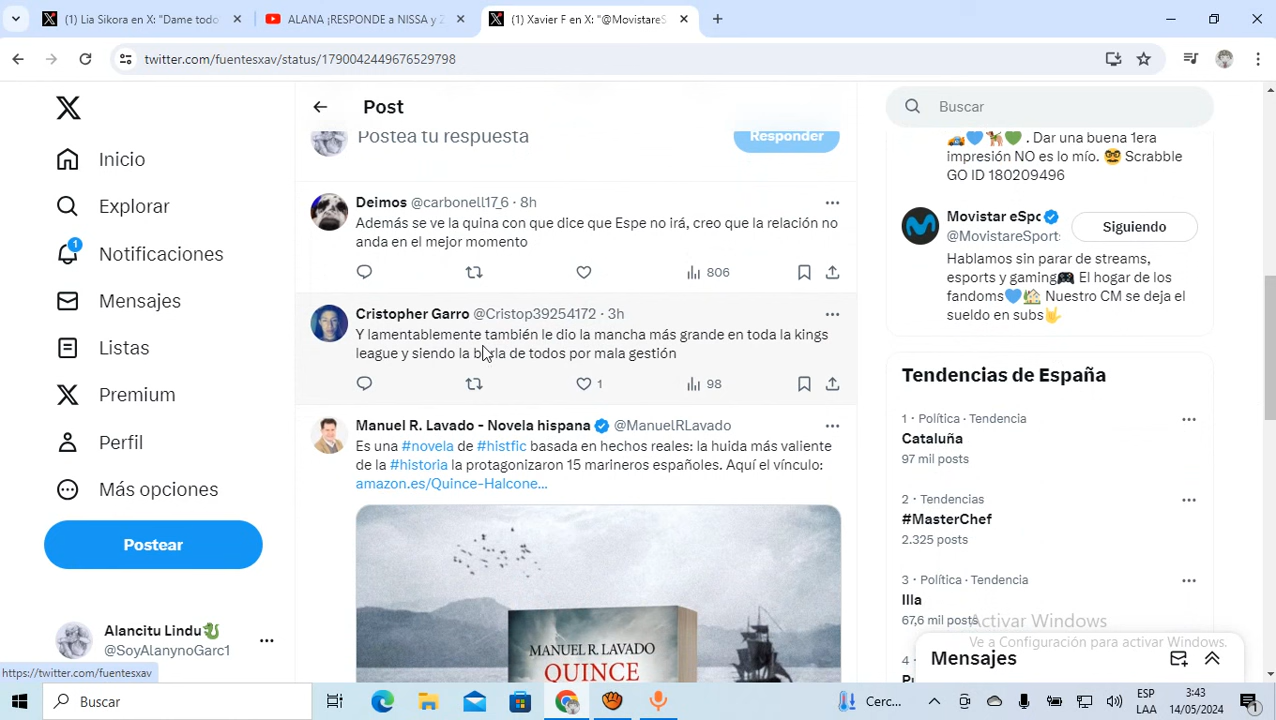 (1) Lia Sikora en X: "Dame todo
ALANA ¡RESPONDE a NISSA y Z
(1) Xavier F en X: "@MovistareS
twitter.com/fuentesxav/status/1790042449676529798
Post
Buscar
Postea tu respuesta
Responder
Inicio
Explorar
1
Notificaciones
Mensajes
Listas
Premium
Perfil
Más opciones
Postear
Alancitu Lindu
@SoyAlanynoGarc1
Deimos @carbonell17_6 · 8h
Además se ve la quina con que dice que Espe no irá, creo que la relación no
anda en el mejor momento
806
Cristopher Garro @Cristop39254172 · 3h
Y lamentablemente también le dio la mancha más grande en toda la kings
league y siendo la burla de todos por mala gestión
1
98
Manuel R. Lavado - Novela hispana @ManuelRLavado
Es una #novela de #histfic basada en hechos reales: la huida más valiente
de la #historia la protagonizaron 15 marineros españoles. Aquí el vínculo:
amazon.es/Quince-Halcone...
MANUEL R. LAVADO
QUINCE
. Dar una buena 1era
impresión NO es lo mío. Scrabble
GO ID 180209496
Movistar eSpo
@MovistareSports
Siguiendo
Hablamos sin parar de streams,
esports y gaming El hogar de los
fandoms Nuestro CM se deja el
sueldo en subs
Tendencias de España
1 · Política · Tendencia
Cataluña
97 mil posts
2 · Tendencias
#MasterChef
2.325 posts
3 · Política · Tendencia
Illa
67,6 mil posts
4 ·
Activar Windows
Ve a Configuración para activar Windows.
Mensajes
https://twitter.com/fuentesxav
Buscar
Cerc...
ESP
LAA
3:43
14/05/2024
1